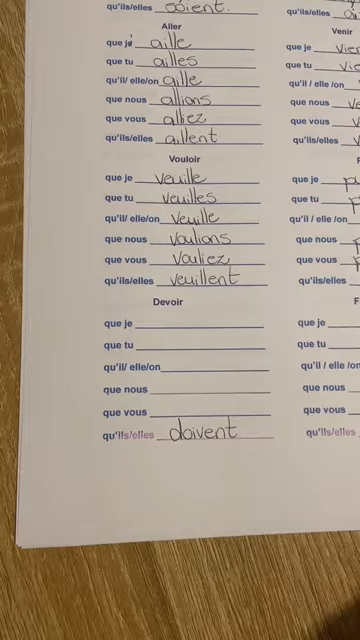 qu'ils/elles soient.
Aller
que j' aille
que tu ailles
qu'il/ elle/on aille
que nous allions
que vous alliez
qu'ils/elles aillent
Vouloir
que je veuille
que tu veuilles
qu'il/ elle/on veuille
que nous voulions
que vous vouliez
qu'ils/elles veuillent
Devoir
que je
que tu
qu'il/ elle/on
que nous
que vous
qu'ils/elles doivent
qu'ils/elles
Venir
que je
que tu
qu'il / elle /on
que nous
que vous
qu'ils/elles
que je
que tu
qu'il / elle /on
que nous
que vous
qu'ils/elles
que je
que tu
qu'il / elle /on
que nous
que vous
qu'ils/elles